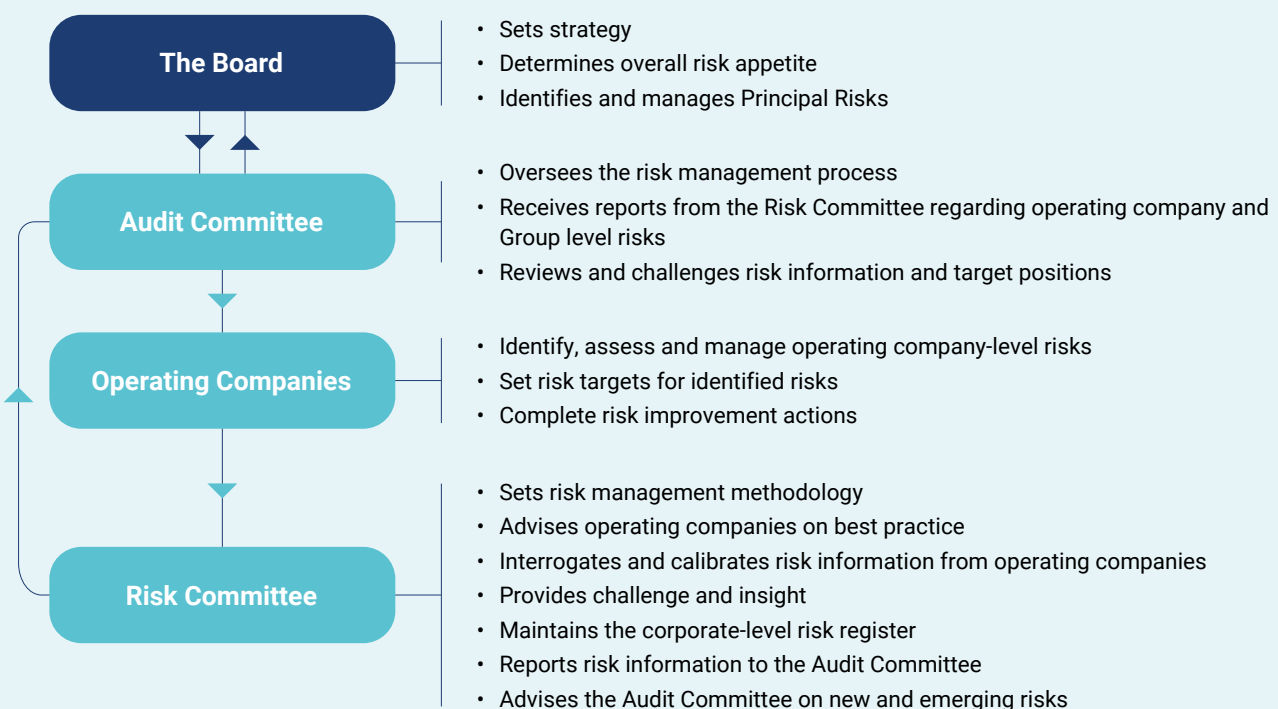 The Board
• Sets strategy
• Determines overall risk appetite
• Identifies and manages Principal Risks
Audit Committee
• Oversees the risk management process
• Receives reports from the Risk Committee regarding operating company and
Group level risks
• Reviews and challenges risk information and target positions
Operating Companies
• Identify, assess and manage operating company-level risks
• Set risk targets for identified risks
• Complete risk improvement actions
Risk Committee
• Sets risk management methodology
• Advises operating companies on best practice
• Interrogates and calibrates risk information from operating companies
• Provides challenge and insight
• Maintains the corporate-level risk register
• Reports risk information to the Audit Committee
• Advises the Audit Committee on new and emerging risks